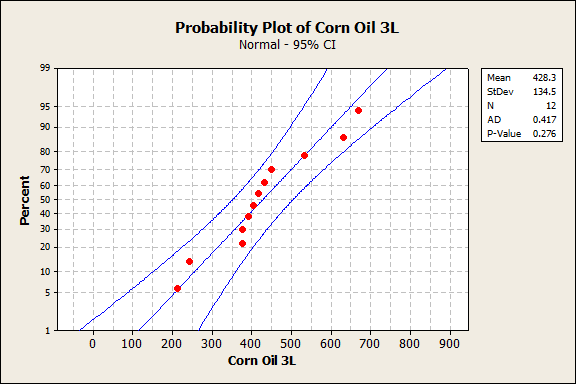 Probability Plot of Corn Oil 3L
Normal - 95% CI
Mean 428.3
StDev 134.5
N 12
AD 0.417
P-Value 0.276
Percent
99
95
90
80
70
60
50
40
30
20
10
5
1
0 100 200 300 400 500 600 700 800 900
Corn Oil 3L